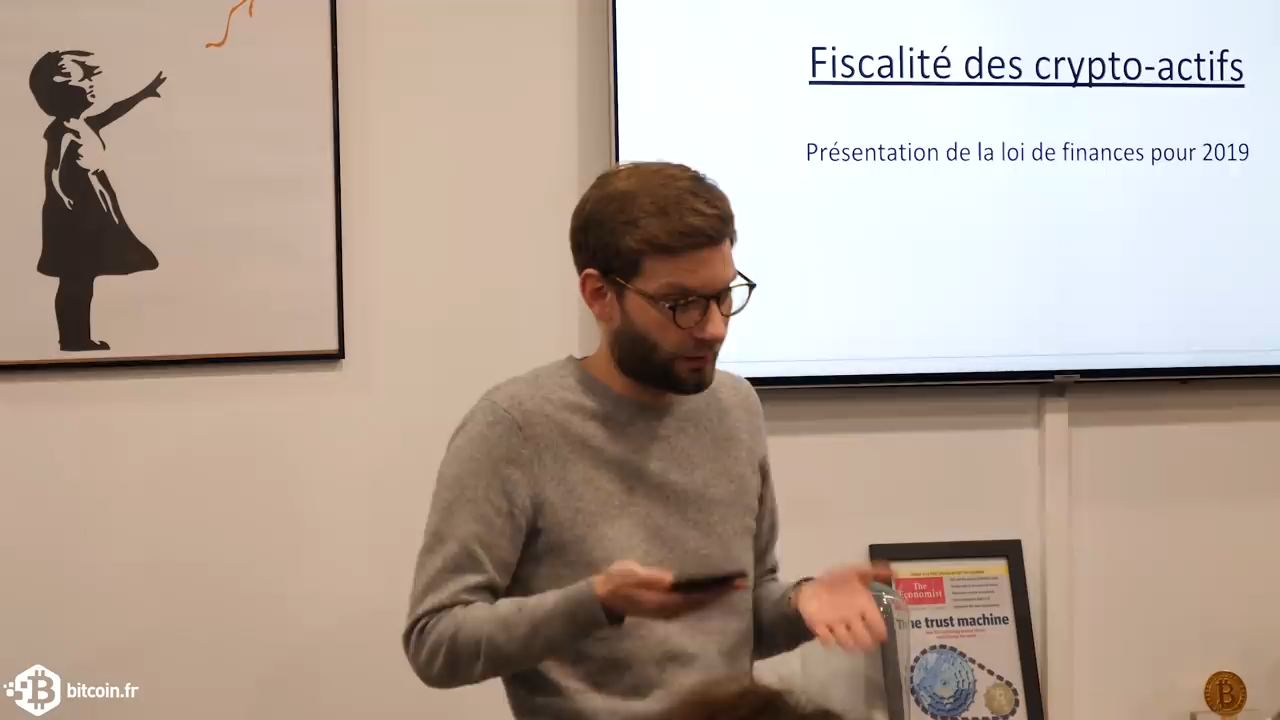 Fiscalité des crypto-actifs
Présentation de la loi de finances pour 2019
The
Economist
The trust machine
bitcoin.fr